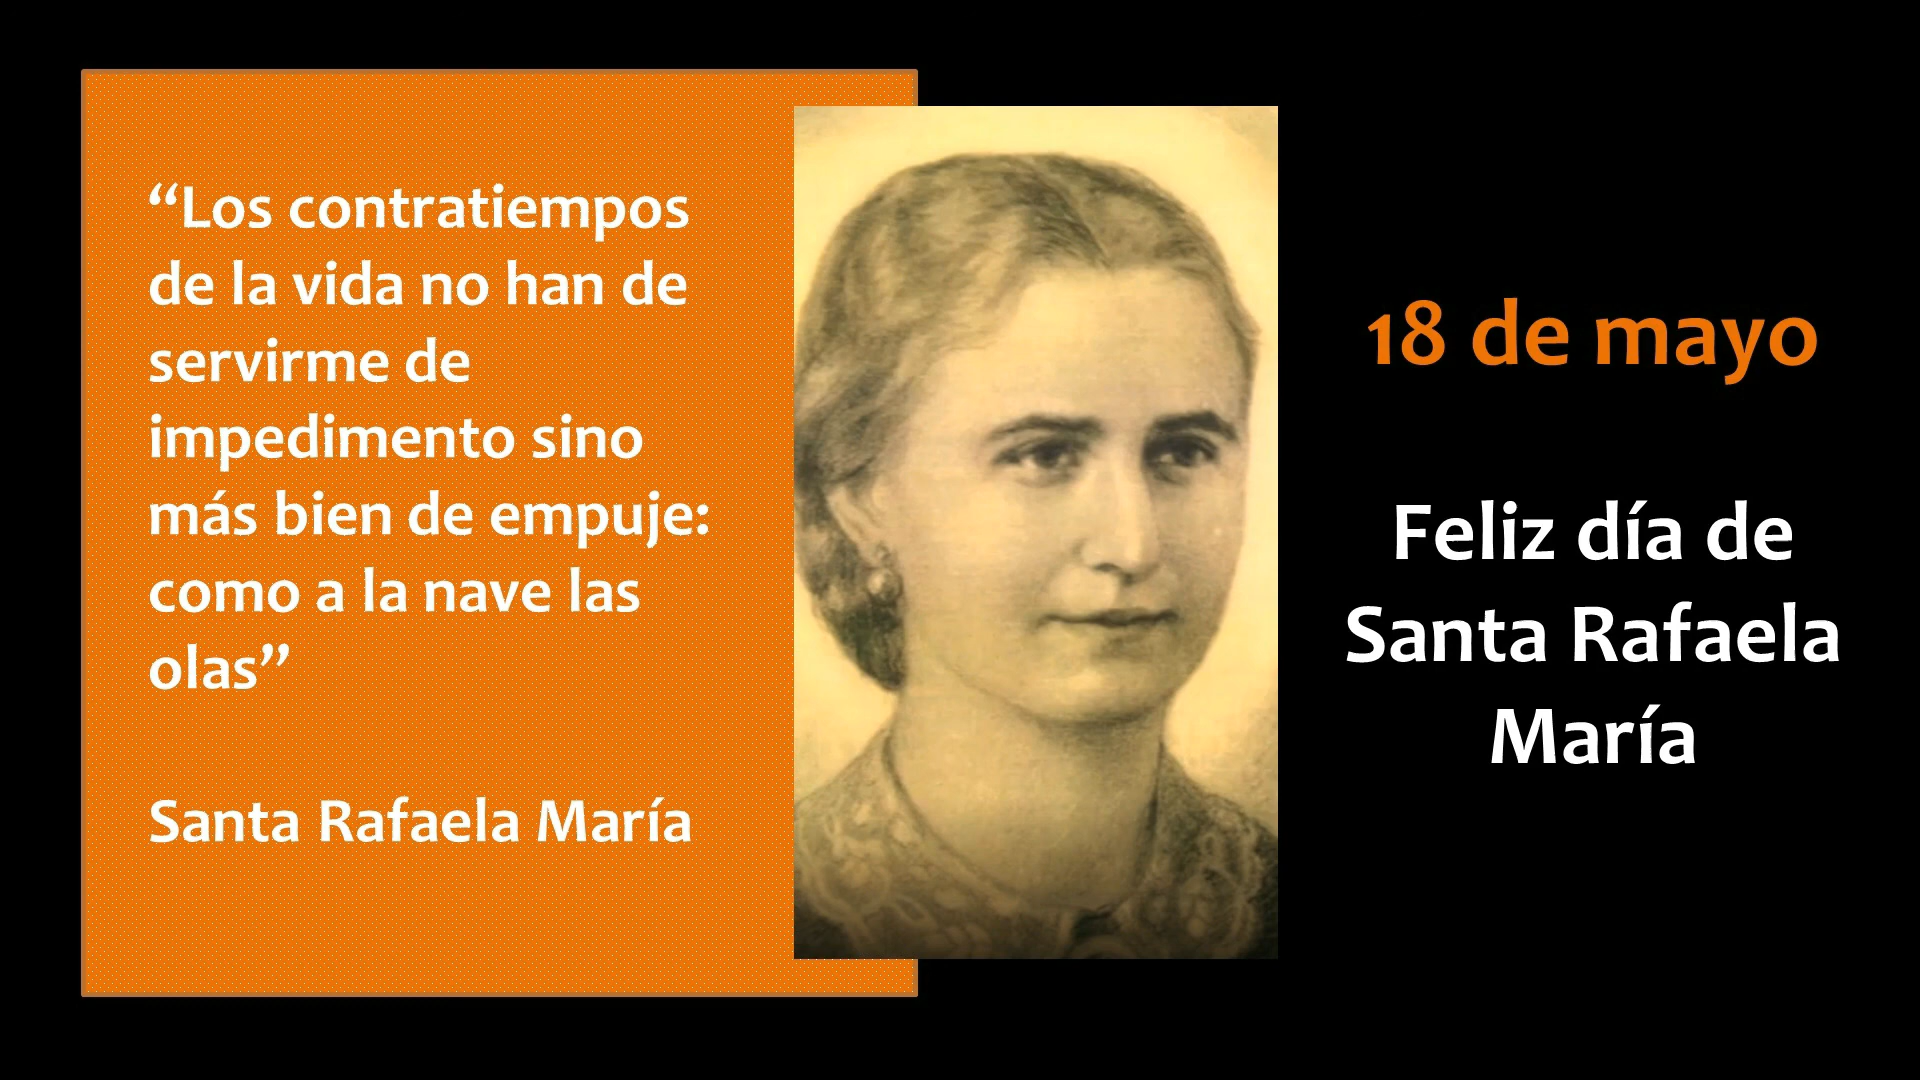 “Los contratiempos
de la vida no han de
servirme de
impedimento sino
más bien de empuje:
como a la nave las
olas”
Santa Rafaela María
18 de mayo
Feliz día de
Santa Rafaela
María